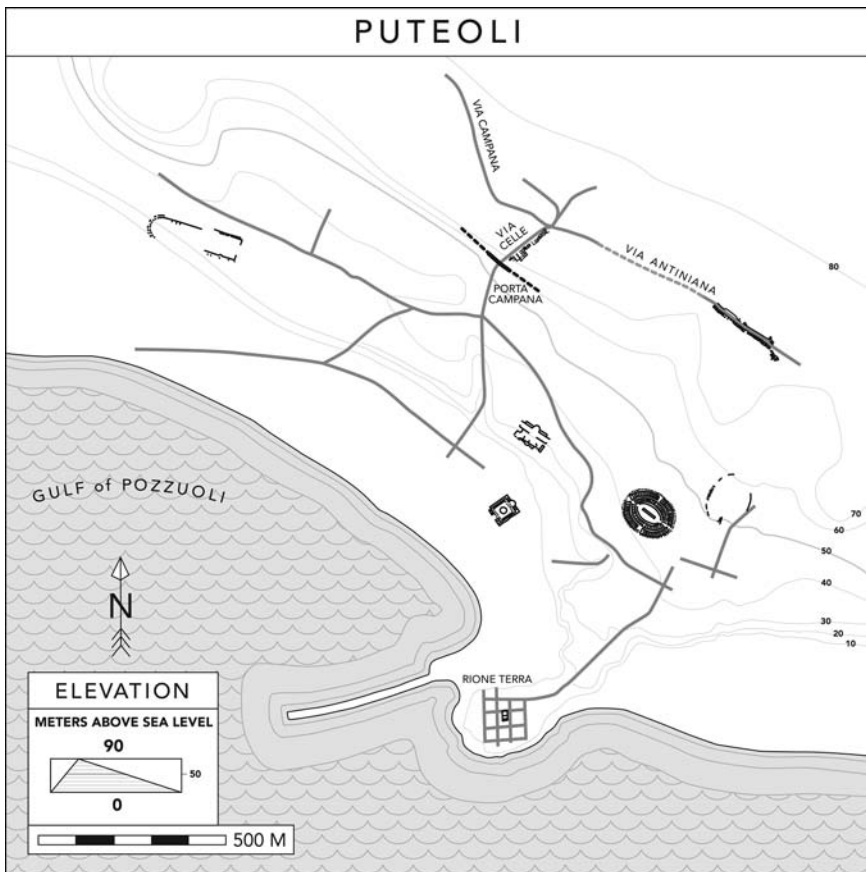 PUTEOLI
VIA CAMPANA
VIA
CELLE
VIA ANTINIANA
80
PORTA
CAMPANA
GULF of POZZUOLI
70
60
50
40
30
20
10
N
RIONE TERRA
ELEVATION
METERS ABOVE SEA LEVEL
90
50
0
500 M